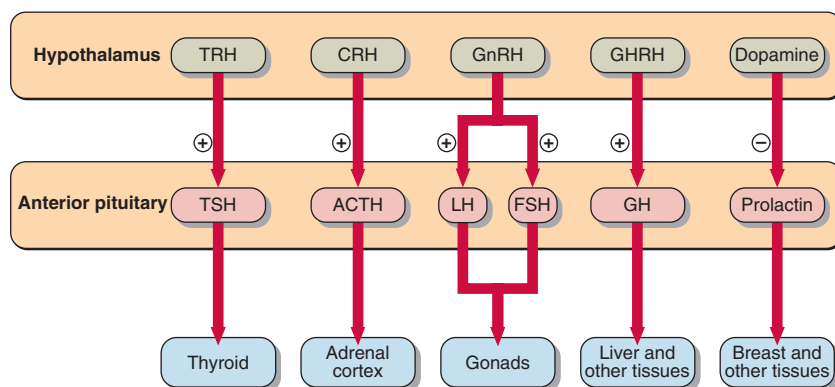 Hypothalamus TRH CRH GnRH GHRH Dopamine
+ + + + + −
Anterior pituitary TSH ACTH LH FSH GH Prolactin
Thyroid
Adrenal
cortex
Gonads
Liver and
other tissues
Breast and
other tissues